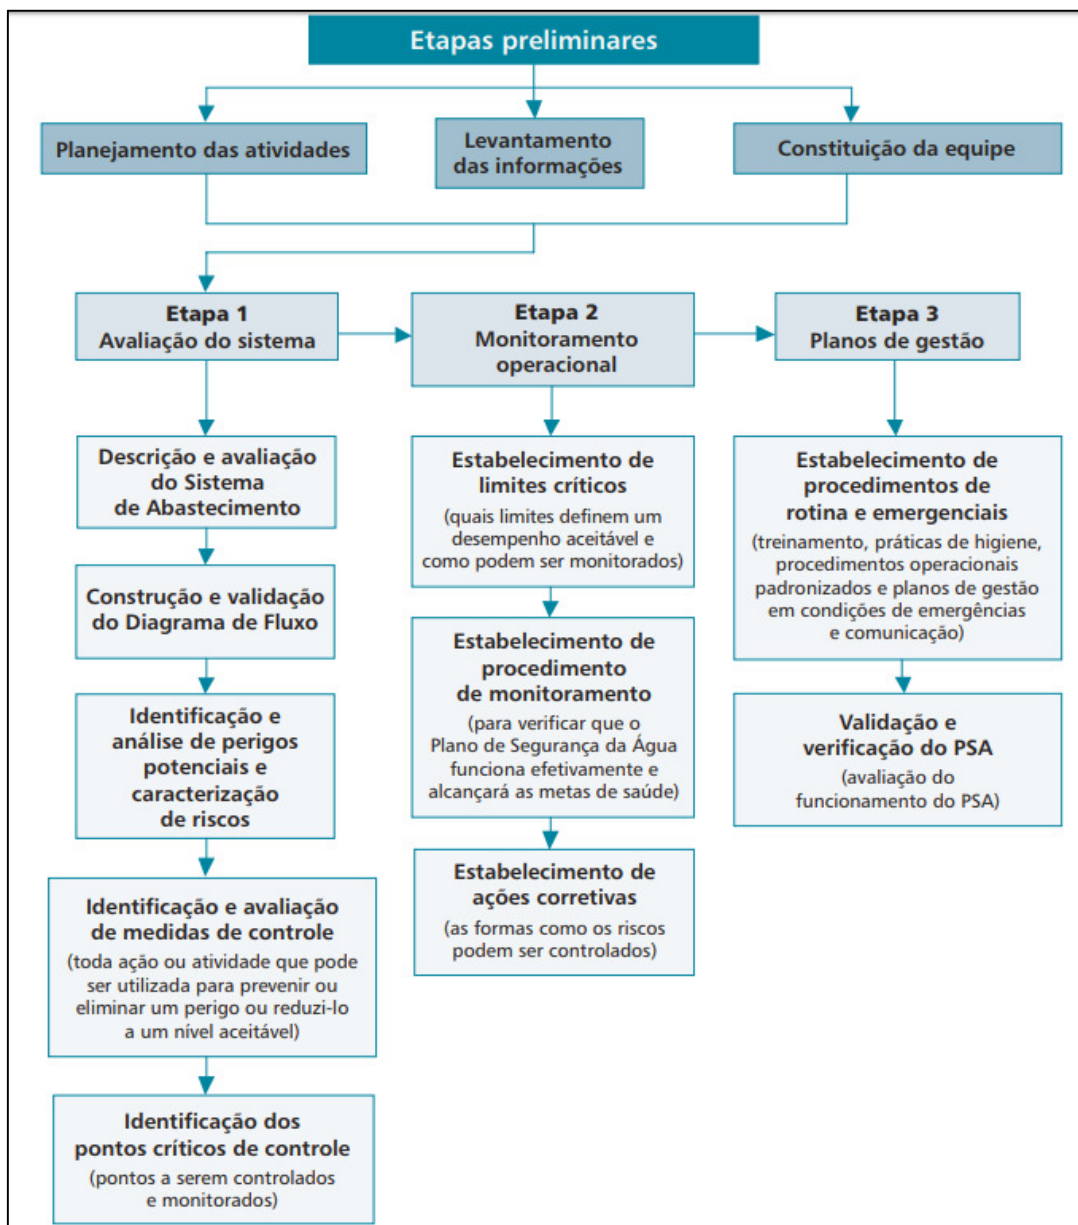 Etapas preliminares
Planejamento das atividades
Levantamento
das informações
Constituição da equipe
Etapa 1
Avaliação do sistema
Etapa 2
Monitoramento
operacional
Etapa 3
Planos de gestão
Descrição e avaliação
do Sistema
de Abastecimento
Construção e validação
do Diagrama de Fluxo
Identificação e
análise de perigos
potenciais e
caracterização
de riscos
Identificação e avaliação
de medidas de controle
(toda ação ou atividade que pode
ser utilizada para prevenir ou
eliminar um perigo ou reduzi-lo
a um nível aceitável)
Identificação dos
pontos críticos de controle
(pontos a serem controlados
e monitorados)
Estabelecimento de
limites críticos
(quais limites definem um
desempenho aceitável e
como podem ser monitorados)
Estabelecimento de
procedimento
de monitoramento
(para verificar que o
Plano de Segurança da Água
funciona efetivamente e
alcançará as metas de saúde)
Estabelecimento de
ações corretivas
(as formas como os riscos
podem ser controlados)
Estabelecimento de
procedimentos de
rotina e emergenciais
(treinamento, práticas de higiene,
procedimentos operacionais
padronizados e planos de gestão
em condições de emergências
e comunicação)
Validação e
verificação do PSA
(avaliação do
funcionamento do PSA)